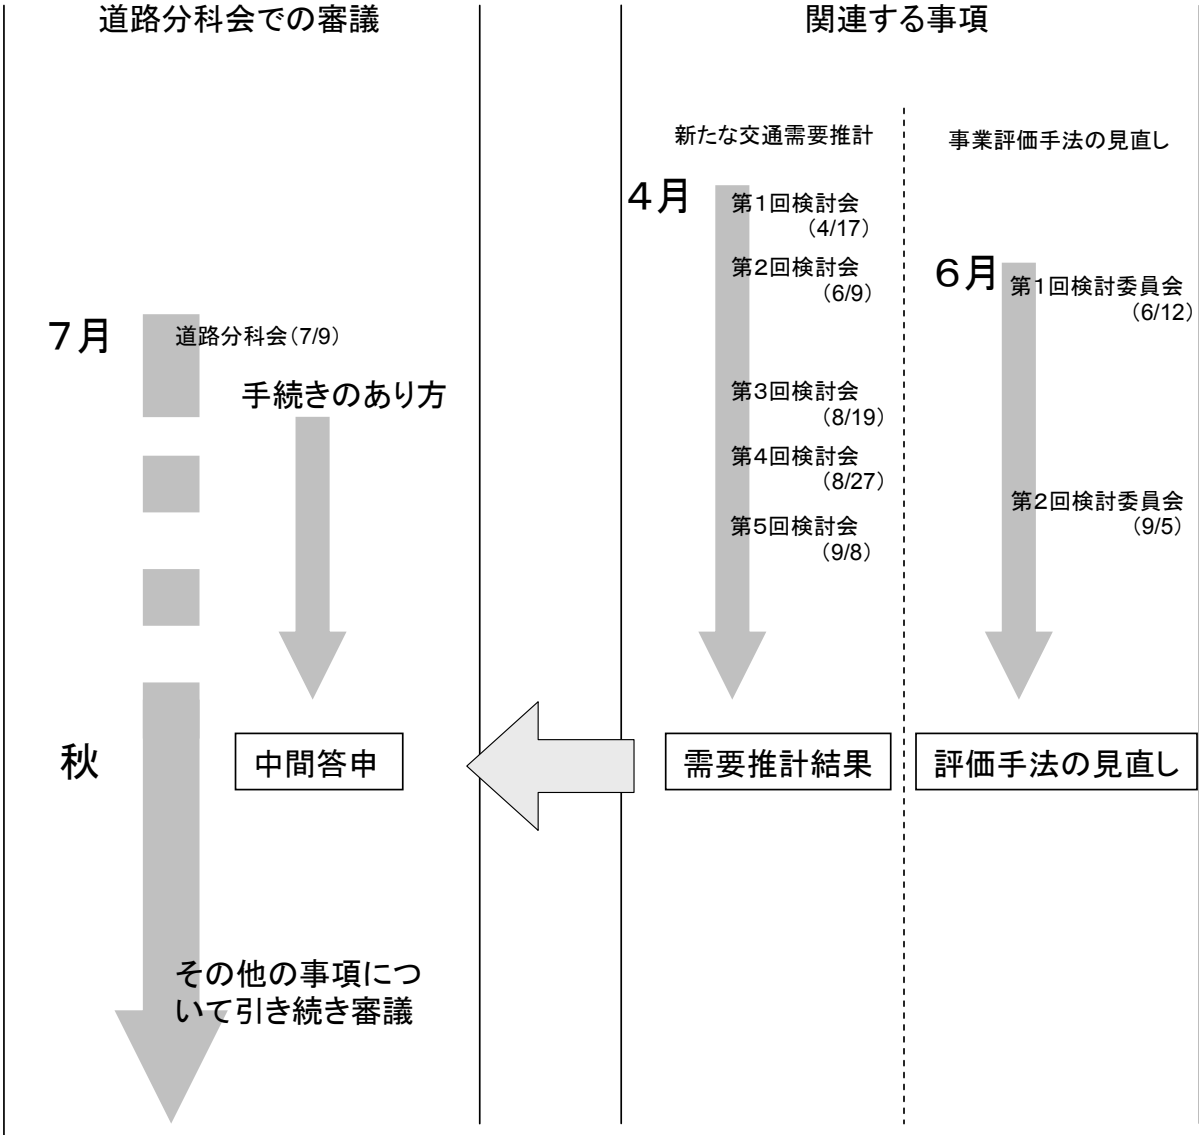 道路分科会での審議
７月
道路分科会（7/9）
手続きのあり方
秋
中間答申
その他の事項につ
いて引き続き審議
関連する事項
新たな交通需要推計
４月
第１回検討会
（4/17）
第２回検討会
（6/9）
第３回検討会
（8/19）
第４回検討会
（8/27）
第５回検討会
（9/8）
需要推計結果
事業評価手法の見直し
６月
第１回検討委員会
（6/12）
第２回検討委員会
（9/5）
評価手法の見直し